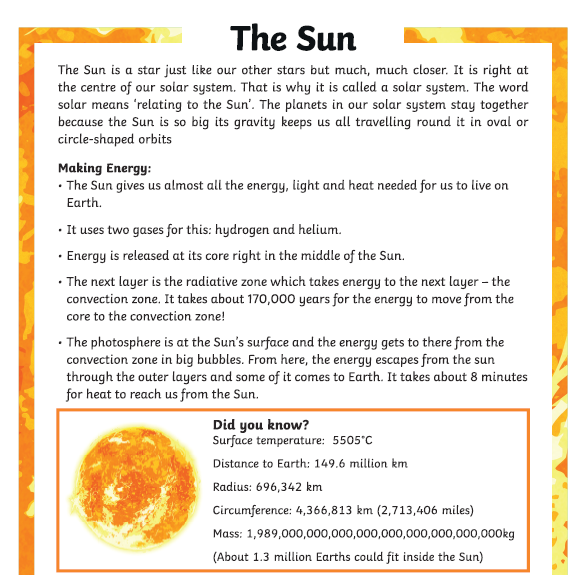 The Sun
The Sun is a star just like our other stars but much, much closer. It is right at
the centre of our solar system. That is why it is called a solar system. The word
solar means ‘relating to the Sun’. The planets in our solar system stay together
because the Sun is so big its gravity keeps us all travelling round it in oval or
circle-shaped orbits
Making Energy:
• The Sun gives us almost all the energy, light and heat needed for us to live on
Earth.
• It uses two gases for this: hydrogen and helium.
• Energy is released at its core right in the middle of the Sun.
• The next layer is the radiative zone which takes energy to the next layer – the
convection zone. It takes about 170,000 years for the energy to move from the
core to the convection zone!
• The photosphere is at the Sun’s surface and the energy gets to there from the
convection zone in big bubbles. From here, the energy escapes from the sun
through the outer layers and some of it comes to Earth. It takes about 8 minutes
for heat to reach us from the Sun.
Did you know?
Surface temperature: 5505°C
Distance to Earth: 149.6 million km
Radius: 696,342 km
Circumference: 4,366,813 km (2,713,406 miles)
Mass: 1,989,000,000,000,000,000,000,000,000,000kg
(About 1.3 million Earths could fit inside the Sun)